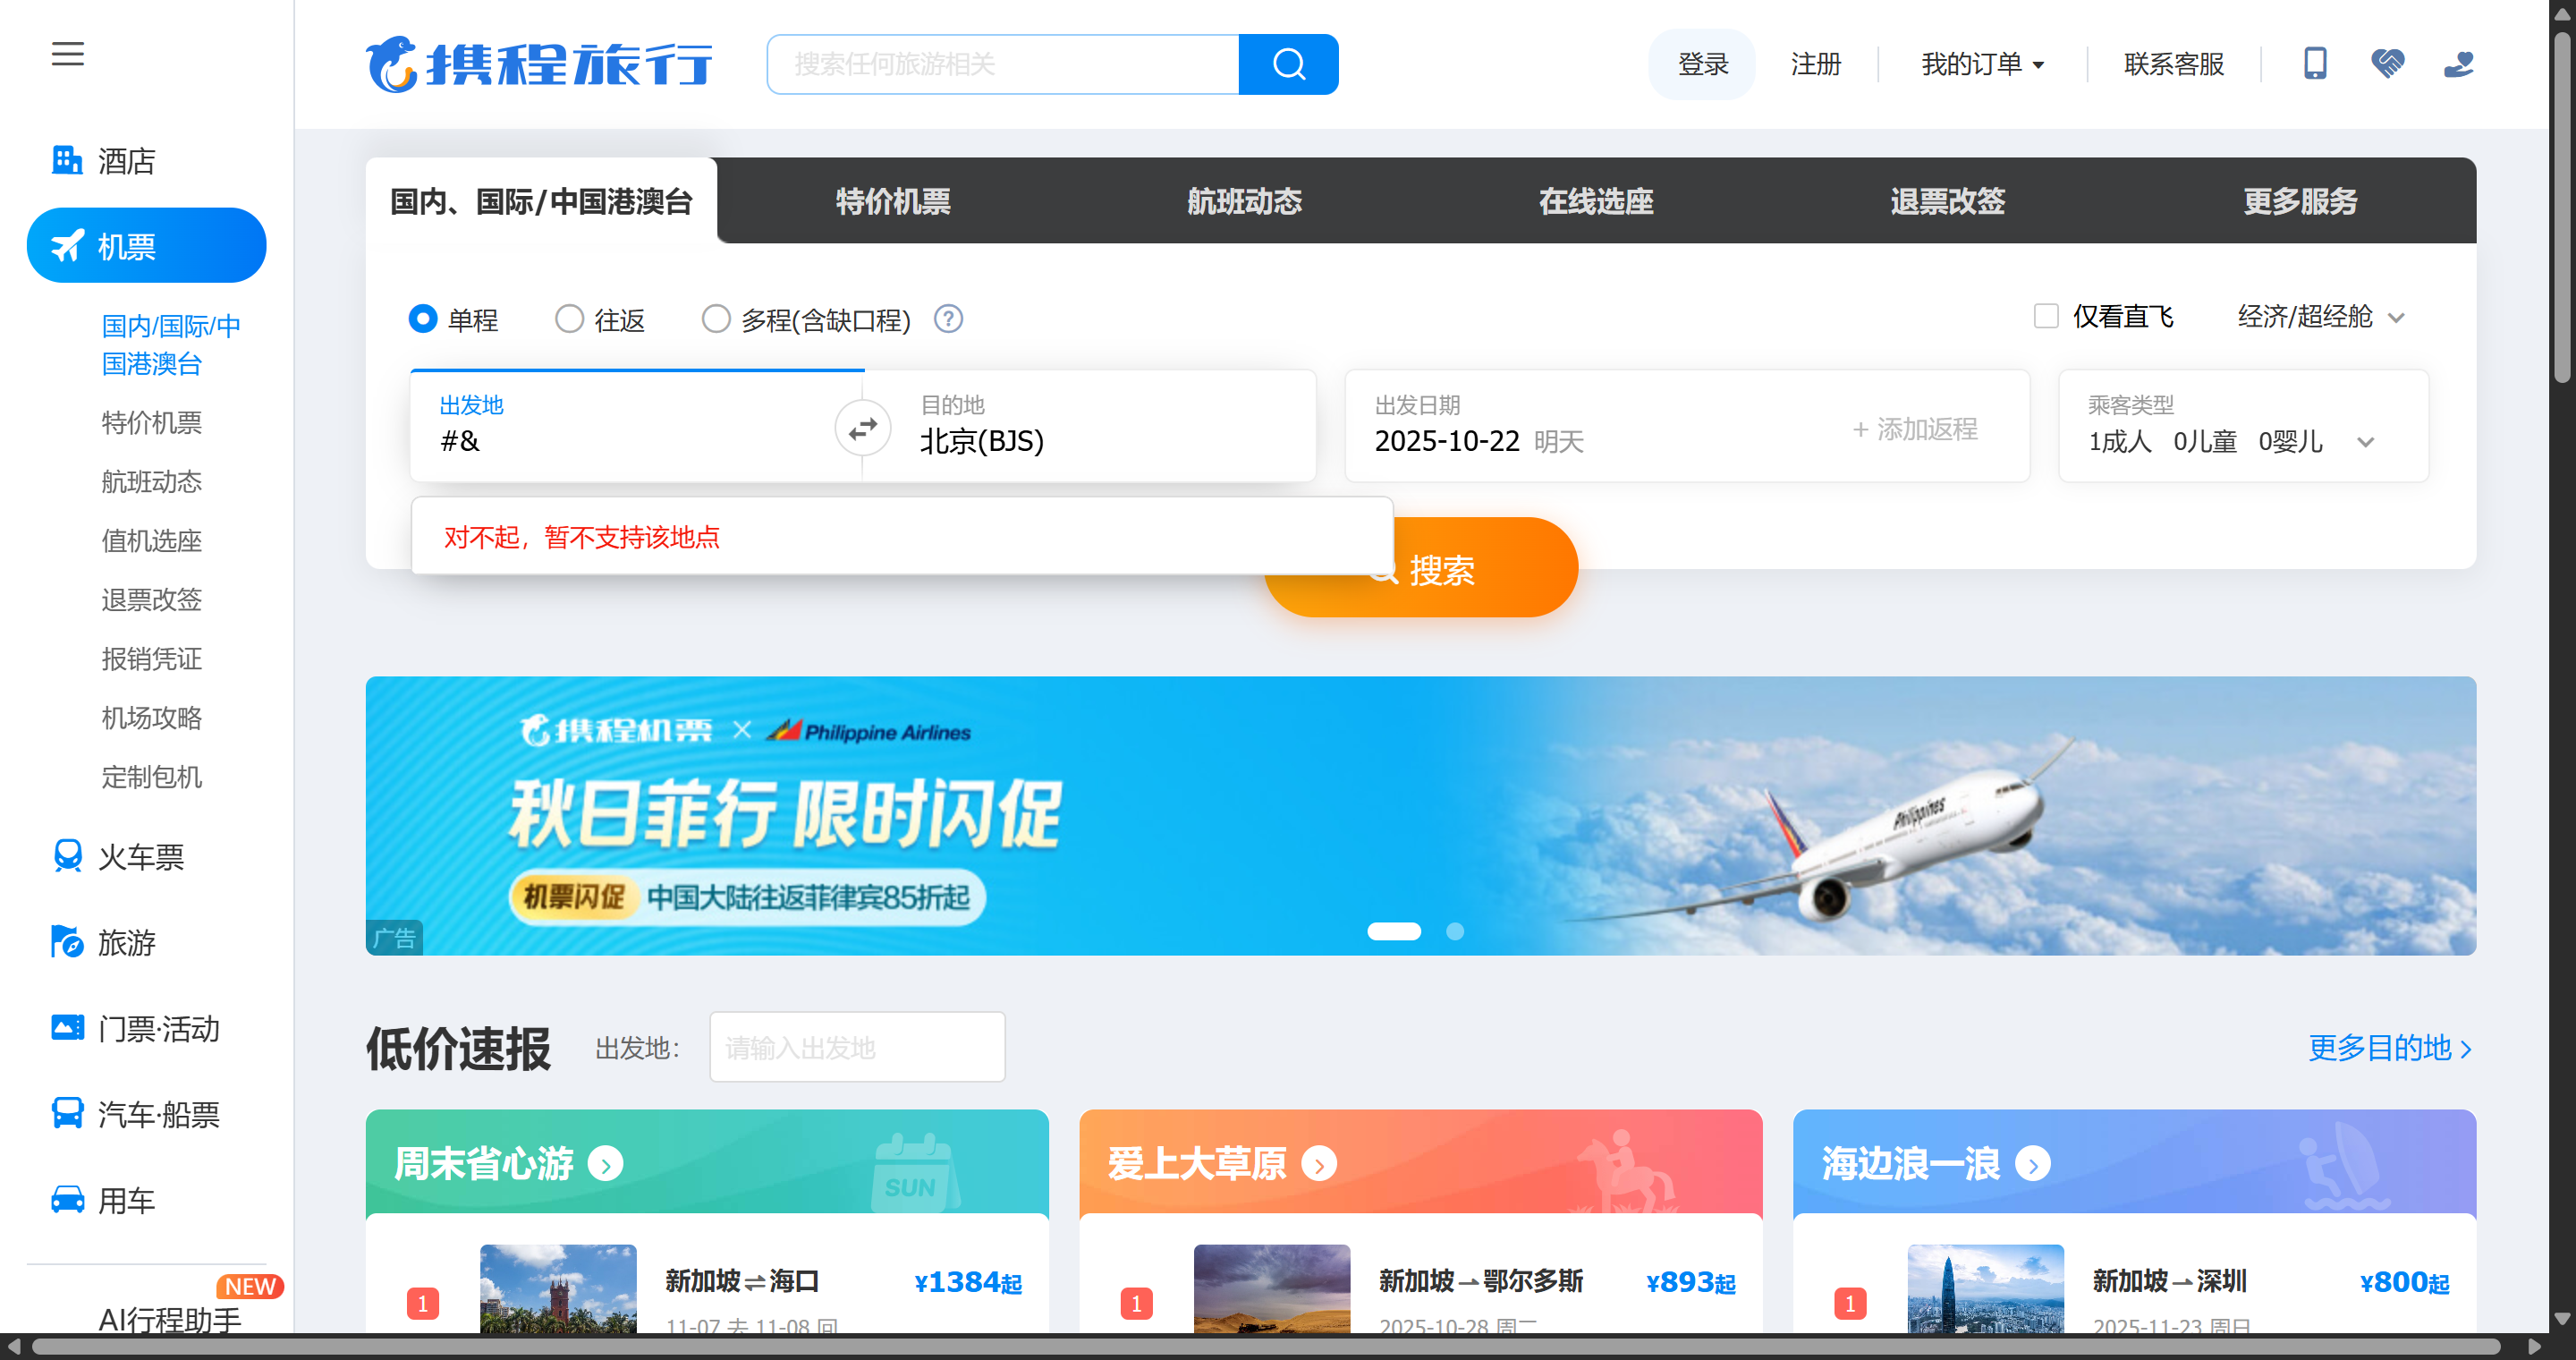 携程旅行
搜索任何旅游相关
登录
注册
我的订单
联系客服
酒店
机票
国内/国际/中
国港澳台
特价机票
航班动态
值机选座
退票改签
报销凭证
机场攻略
定制包机
火车票
旅游
门票·活动
汽车·船票
用车
NEW
AI行程助手
国内、国际/中国港澳台
特价机票
航班动态
在线选座
退票改签
更多服务
单程
往返
多程(含缺口程)
?
仅看直飞
经济/超经舱
出发地
#&
目的地
北京(BJS)
出发日期
2025-10-22 明天
+ 添加返程
乘客类型
1成人 0儿童 0婴儿
对不起，暂不支持该地点
搜索
携程机票 × Philippine Airlines
秋日菲行 限时闪促
机票闪促 中国大陆往返菲律宾85折起
Philippines
广告
低价速报
出发地：
请输入出发地
更多目的地
周末省心游
SUN
1
新加坡⇌海口
¥1384起
11-07 去 11-08 回
爱上大草原
1
新加坡⇀鄂尔多斯
¥893起
2025-10-28 周二
海边浪一浪
1
新加坡⇀深圳
¥800起
2025-11-23 周日